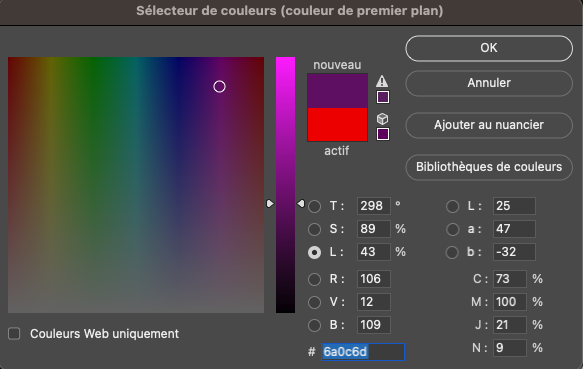 Sélecteur de couleurs (couleur de premier plan)
nouveau
actif
OK
Annuler
Ajouter au nuancier
Bibliothèques de couleurs
T : 298 °
S : 89 %
L : 43 %
R : 106
V : 12
B : 109
# 6a0c6d
L : 25
a : 47
b : -32
C : 73 %
M : 100 %
J : 21 %
N : 9 %
Couleurs Web uniquement